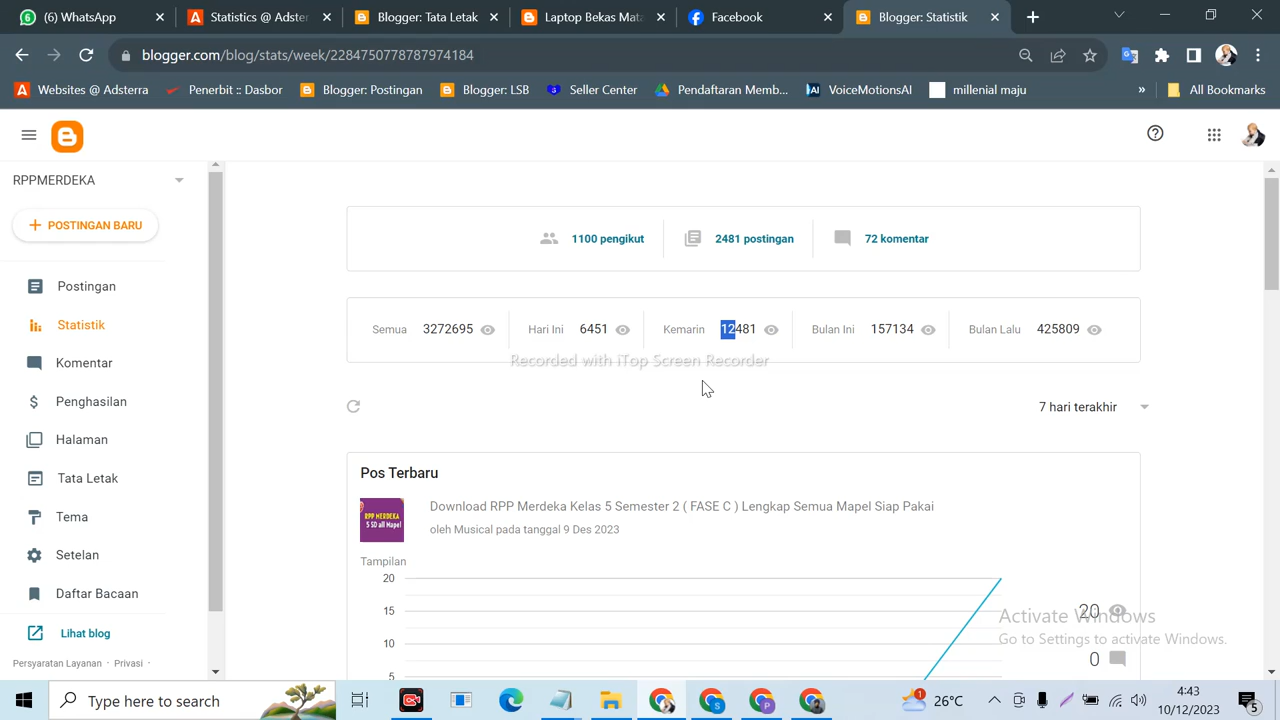 (6) WhatsApp
Statistics @ Adster
Blogger: Tata Letak
Laptop Bekas Mata
Facebook
Blogger: Statistik
blogger.com/blog/stats/week/2284750778787974184
Websites @ Adsterra
Penerbit :: Dasbor
Blogger: Postingan
Blogger: LSB
Seller Center
Pendaftaran Memb...
VoiceMotionsAI
millenial maju
»
All Bookmarks
RPPMERDEKA
+ POSTINGAN BARU
Postingan
Statistik
Komentar
Penghasilan
Halaman
Tata Letak
Tema
Setelan
Daftar Bacaan
Lihat blog
Persyaratan Layanan · Privasi ·
1100 pengikut
2481 postingan
72 komentar
Semua 3272695
Hari Ini 6451
Kemarin 12481
Bulan Ini 157134
Bulan Lalu 425809
Recorded with iTop Screen Recorder
7 hari terakhir
Pos Terbaru
RPP MERDEKA
5 SD all Mapel
Download RPP Merdeka Kelas 5 Semester 2 ( FASE C ) Lengkap Semua Mapel Siap Pakai
oleh Musical pada tanggal 9 Des 2023
Tampilan
20
15
10
5
20
0
Activate Windows
Go to Settings to activate Windows.
Type here to search
1
26°C
4:43
10/12/2023
5